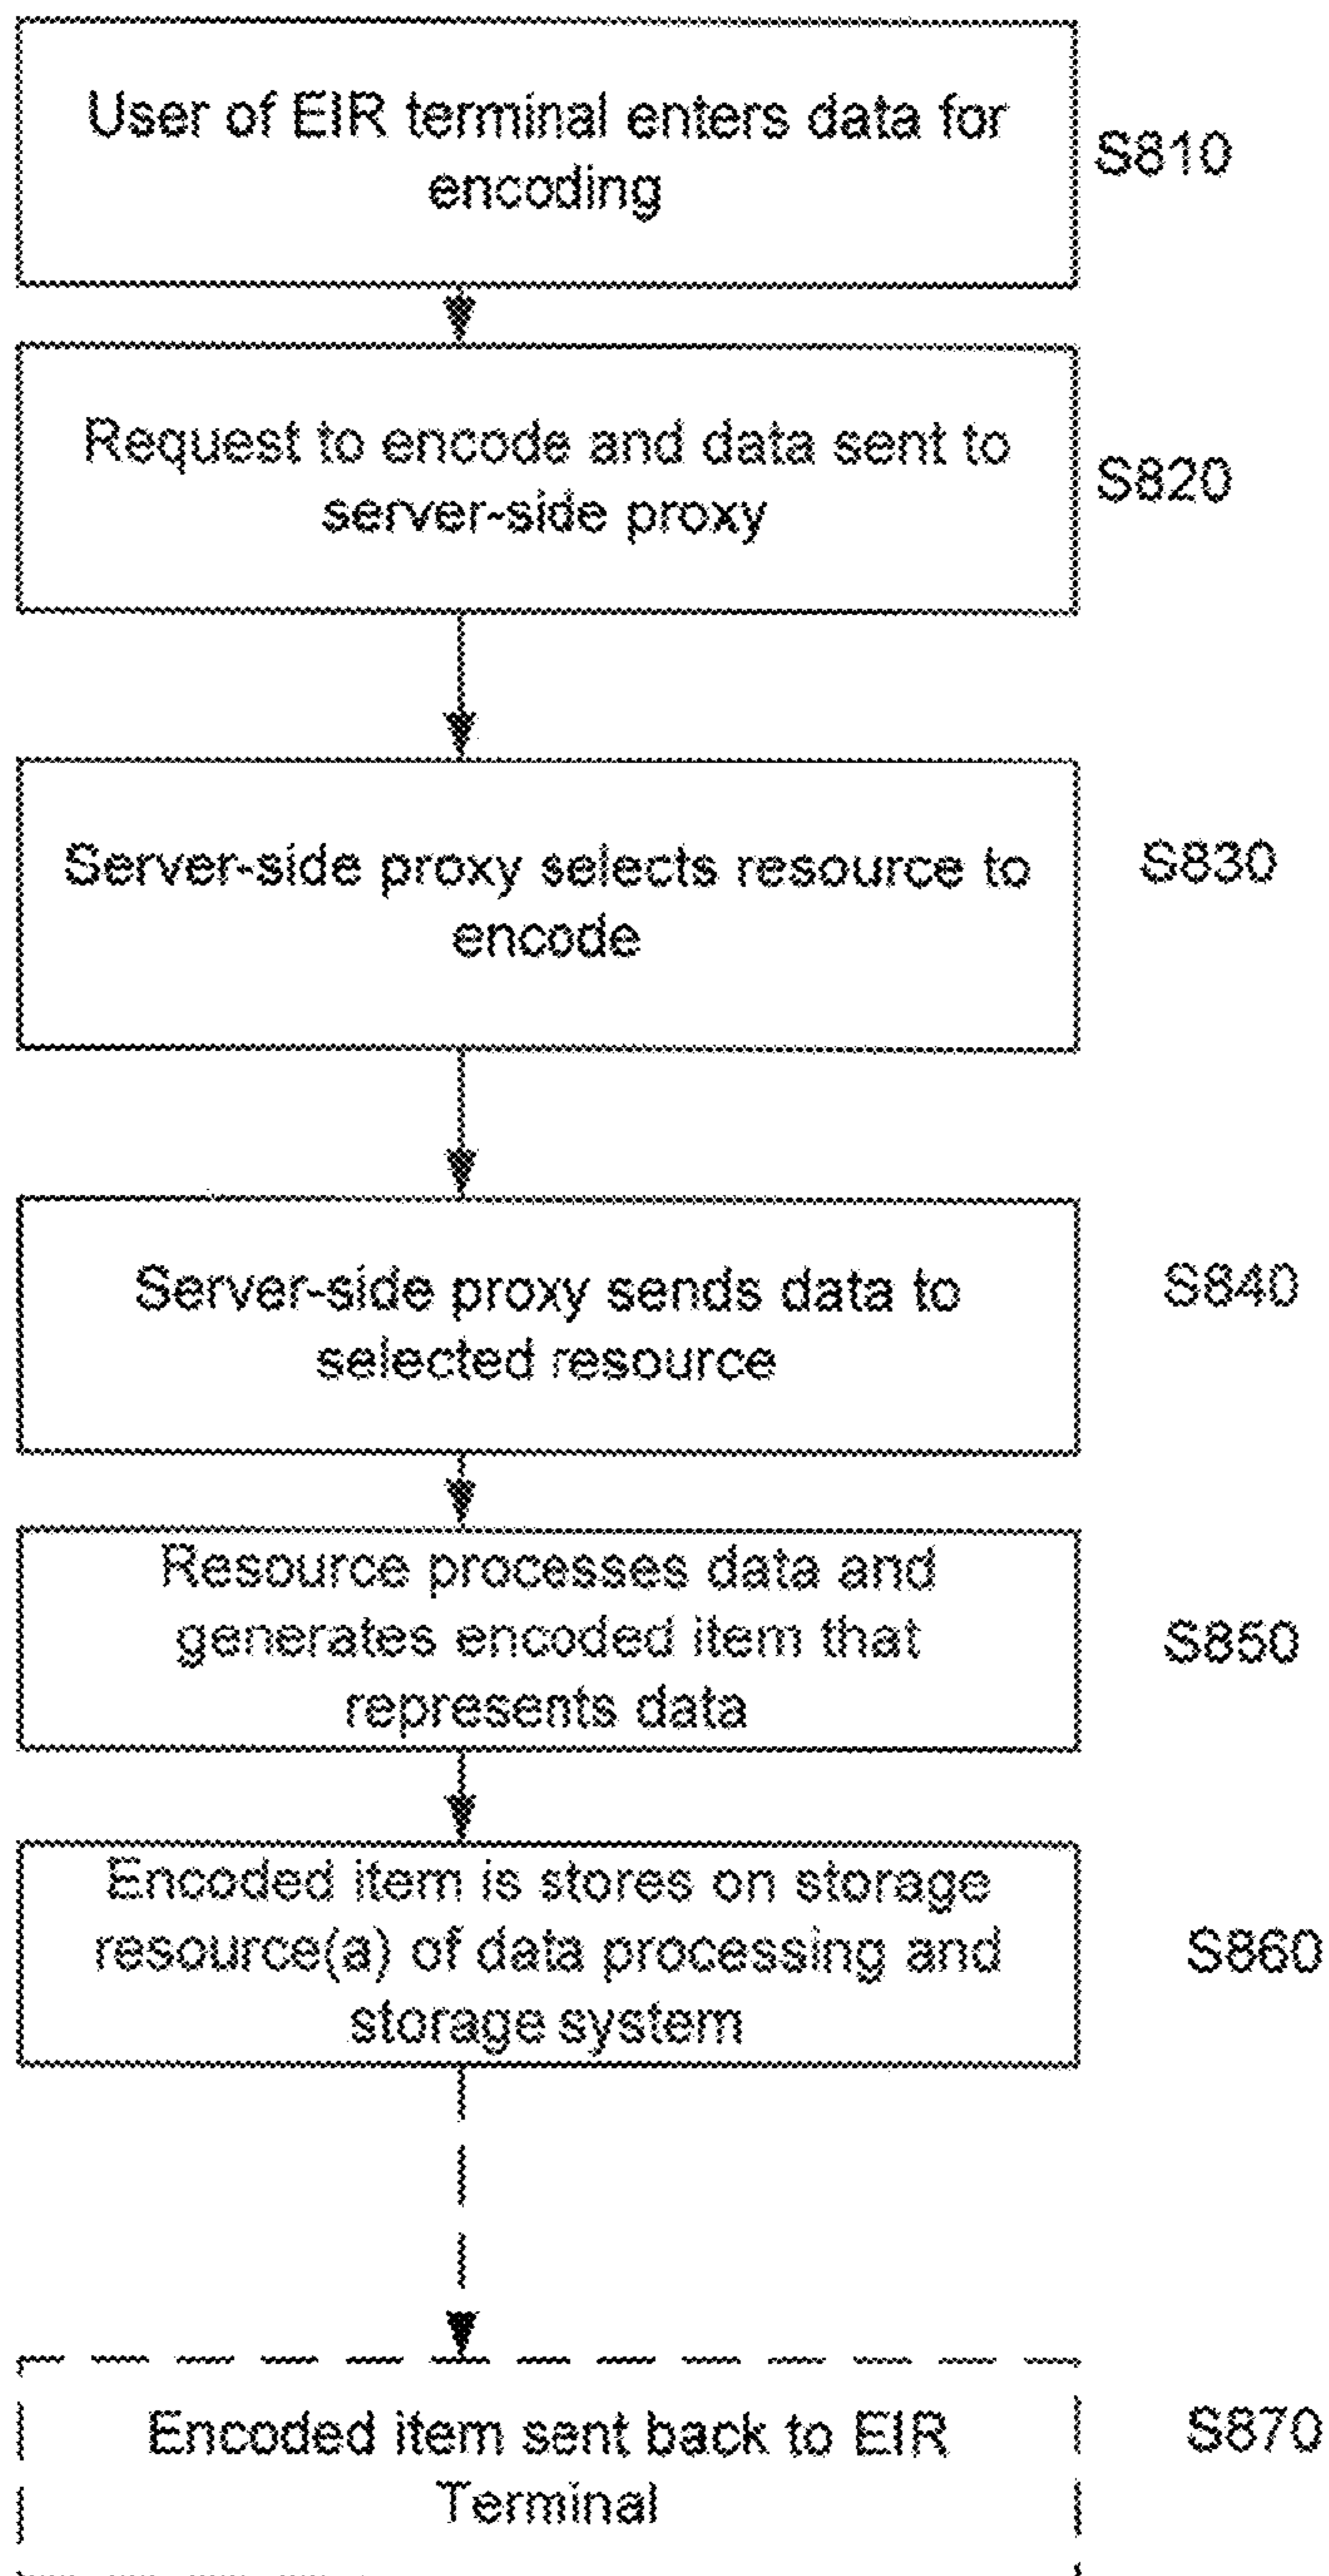 User of EIR terminal enters data for
encoding
S810
Request to encode and data sent to
server-side proxy
S820
Server-side proxy selects resource to
encode
S830
Server-side proxy sends data to
selected resource
S840
Resource processes data and
generates encoded item that
represents data
S850
Encoded item is stores on storage
resource(a) of data processing and
storage system
S860
Encoded item sent back to EIR
Terminal
S870